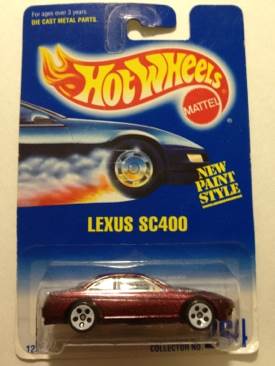 For ages over 3 years.
DIE CAST METAL PARTS.
Hot Wheels
MATTEL
NEW
PAINT
STYLE
LEXUS SC400
COLLECTOR NO.